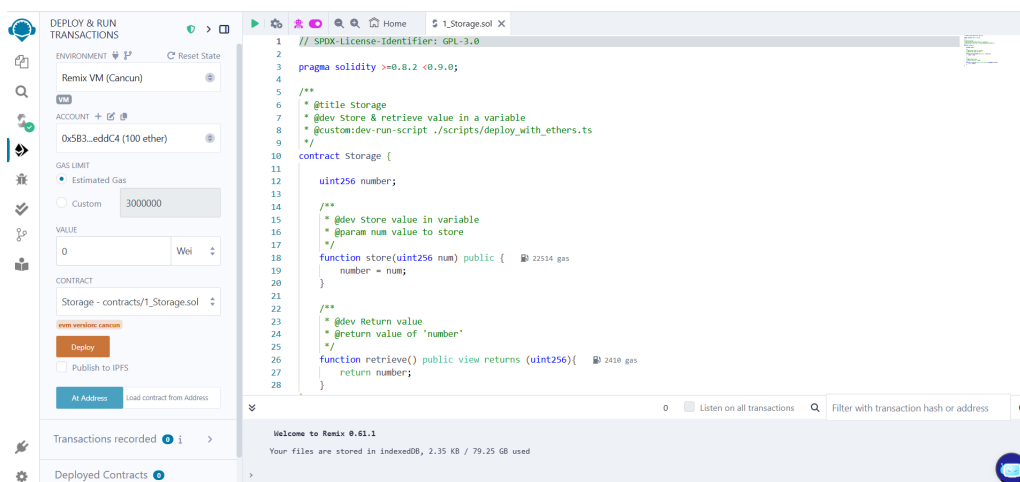 DEPLOY & RUN
TRANSACTIONS
ENVIRONMENT
Reset State
Remix VM (Cancun)
VM
ACCOUNT
0x5B3...eddC4 (100 ether)
GAS LIMIT
Estimated Gas
Custom
3000000
VALUE
0
Wei
CONTRACT
Storage - contracts/1_Storage.sol
evm version: cancun
Deploy
Publish to IPFS
At Address
Load contract from Address
Transactions recorded 0 i
Deployed Contracts 0
Home
1_Storage.sol
1 // SPDX-License-Identifier: GPL-3.0
2
3 pragma solidity >=0.8.2 <0.9.0;
4
5 /**
6 * @title Storage
7 * @dev Store & retrieve value in a variable
8 * @custom:dev-run-script ./scripts/deploy_with_ethers.ts
9 */
10 contract Storage {
11
12 uint256 number;
13
14 /**
15 * @dev Store value in variable
16 * @param num value to store
17 */
18 function store(uint256 num) public { 22514 gas
19 number = num;
20 }
21
22 /**
23 * @dev Return value
24 * @return value of 'number'
25 */
26 function retrieve() public view returns (uint256){ 2410 gas
27 return number;
28 }
0
Listen on all transactions
Filter with transaction hash or address
Welcome to Remix 0.61.1
Your files are stored in indexedDB, 2.35 KB / 79.25 GB used
>